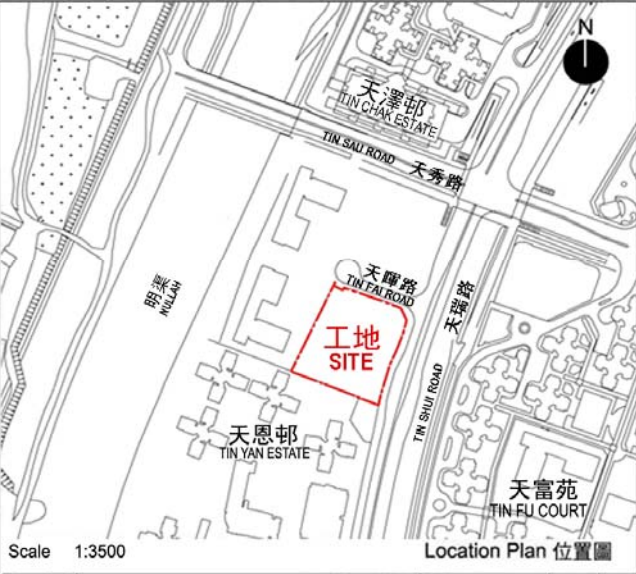 N
天澤邨
TIN CHAK ESTATE
TIN SAU ROAD 天秀路
天暉路
TIN FAI ROAD
明渠
NULLAH
天瑞路
TIN SHUI ROAD
工地
SITE
天恩邨
TIN YAN ESTATE
天富苑
TIN FU COURT
Scale 1:3500
Location Plan 位置圖